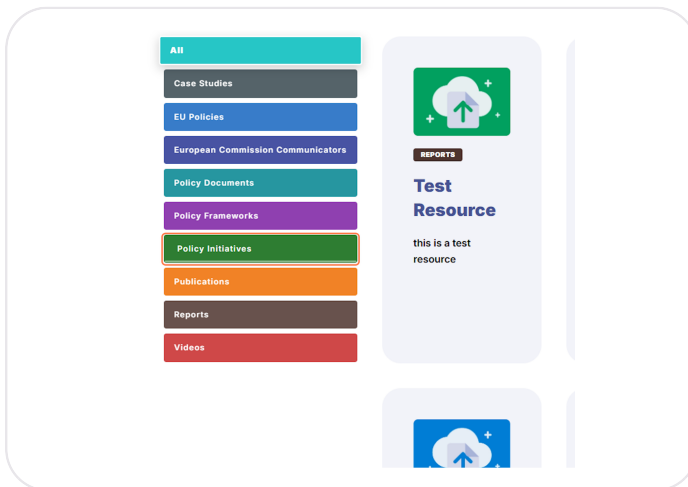 All
Case Studies
EU Policies
European Commission Communicators
Policy Documents
Policy Frameworks
Policy Initiatives
Publications
Reports
Videos
REPORTS
Test
Resource
this is a test
resource